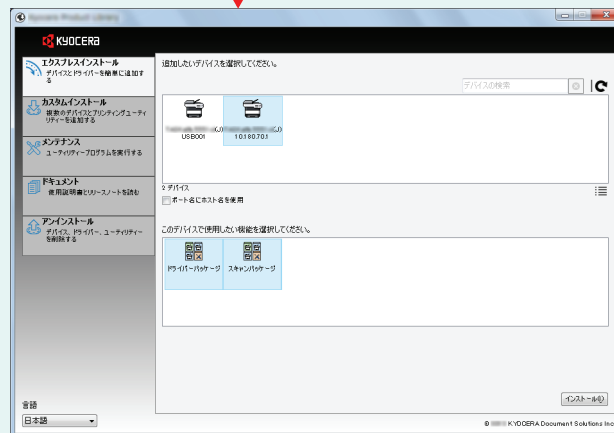 KYOCERA
エクスプレスインストール
デバイスとドライバーを簡単に追加す
る
カスタムインストール
複数のデバイスとプリンティングユーティ
リティーを追加する
メンテナンス
ユーティリティープログラムを実行する
ドキュメント
使用説明書とリリースノートを読む
アンインストール
デバイス、ドライバー、ユーティリティー
を削除する
言語
日本語
追加したいデバイスを選択してください。
デバイスの検索
USB001
10.180.70.1
2 デバイス
ポート名にホスト名を使用
このデバイスで使用したい機能を選択してください。
ドライバーパッケージ
スキャンパッケージ
インストール(I)
© KYOCERA Document Solutions Inc